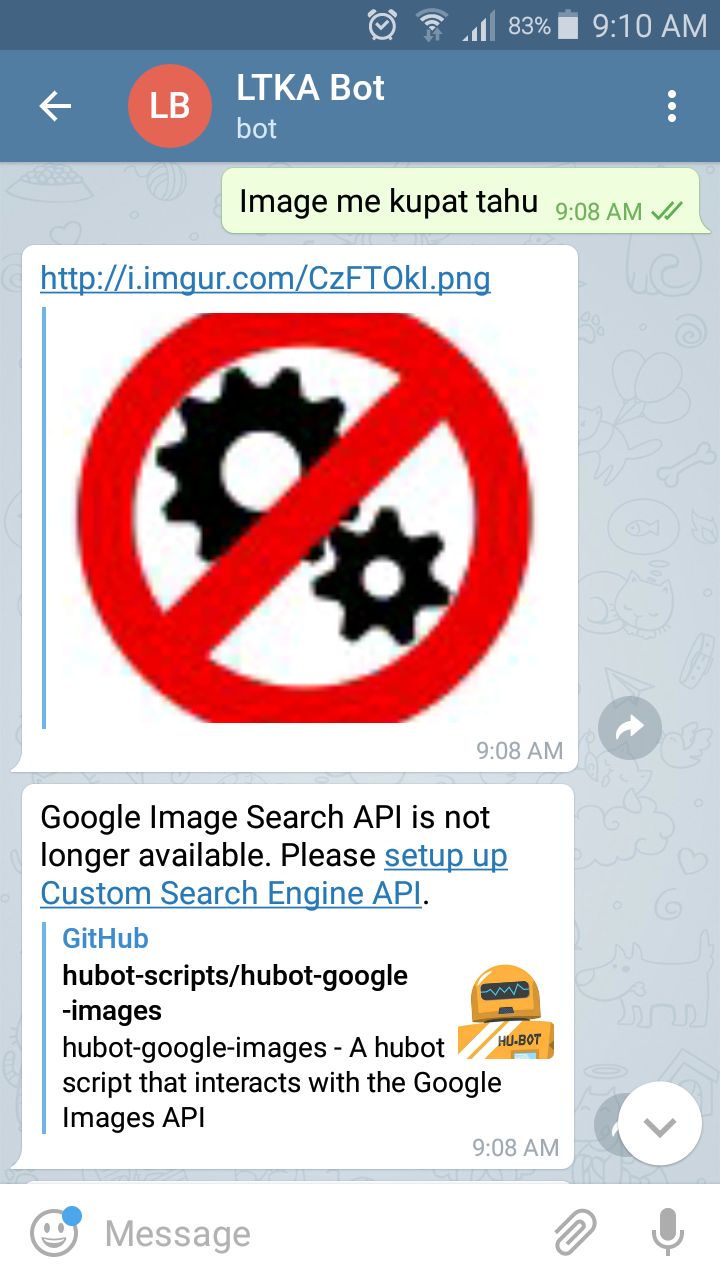 83% 9:10 AM
LB
LTKA Bot
bot
Image me kupat tahu 9:08 AM
http://i.imgur.com/CzFTOkI.png
9:08 AM
Google Image Search API is not
longer available. Please setup up
Custom Search Engine API.
GitHub
hubot-scripts/hubot-google
-images
HU-BOT
hubot-google-images - A hubot
script that interacts with the Google
Images API
9:08 AM
Message